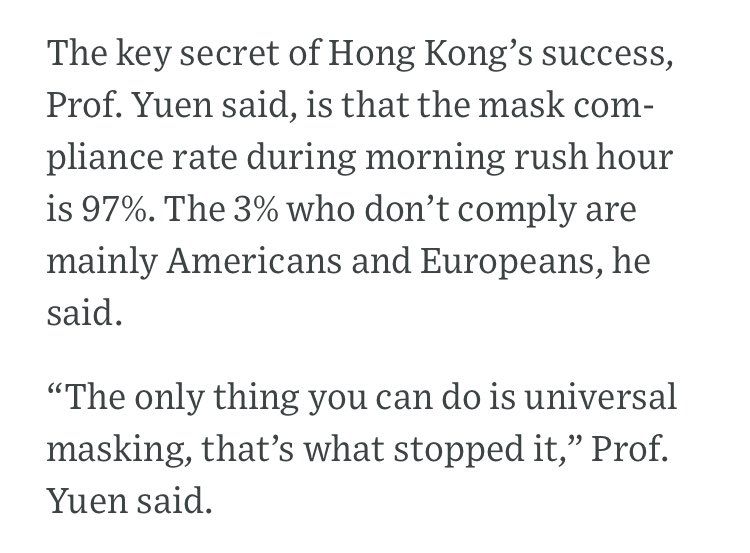 The key secret of Hong Kong’s success,
Prof. Yuen said, is that the mask com-
pliance rate during morning rush hour
is 97%. The 3% who don’t comply are
mainly Americans and Europeans, he
said.
“The only thing you can do is universal
masking, that’s what stopped it,” Prof.
Yuen said.